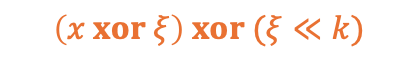 (𝑥 xor 𝜉) xor (𝜉 ≪ 𝑘)